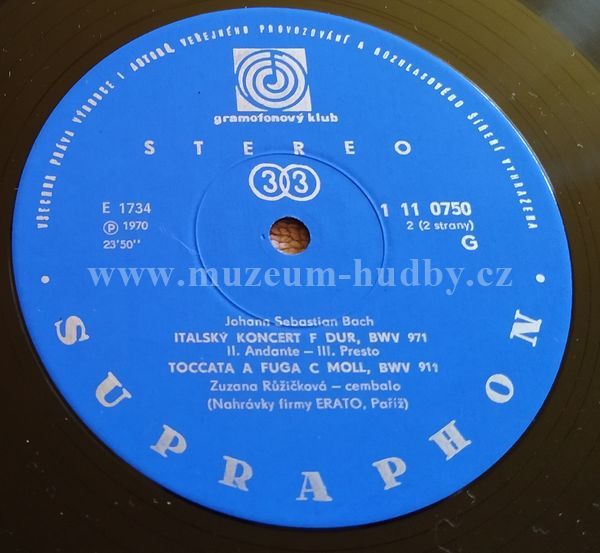 VŠECHNA PRÁVA VÝROBCE I AUTORŮ, VEŘEJNÉHO PROVOZOVÁNÍ A ROZHLASOVÉHO ŠÍŘENÍ VYHRAZENA
gramofonový klub
STEREO
33
E 1734
℗ 1970
23'50''
1 11 0750
2 (2 strany)
G
www.muzeum-hudby.cz
Johann Sebastian Bach
ITALSKÝ KONCERT F DUR, BWV 971
II. Andante – III. Presto
TOCCATA A FUGA C MOLL, BWV 911
Zuzana Růžičková – cembalo
(Nahrávky firmy ERATO, Paříž)
• SUPRAPHON •